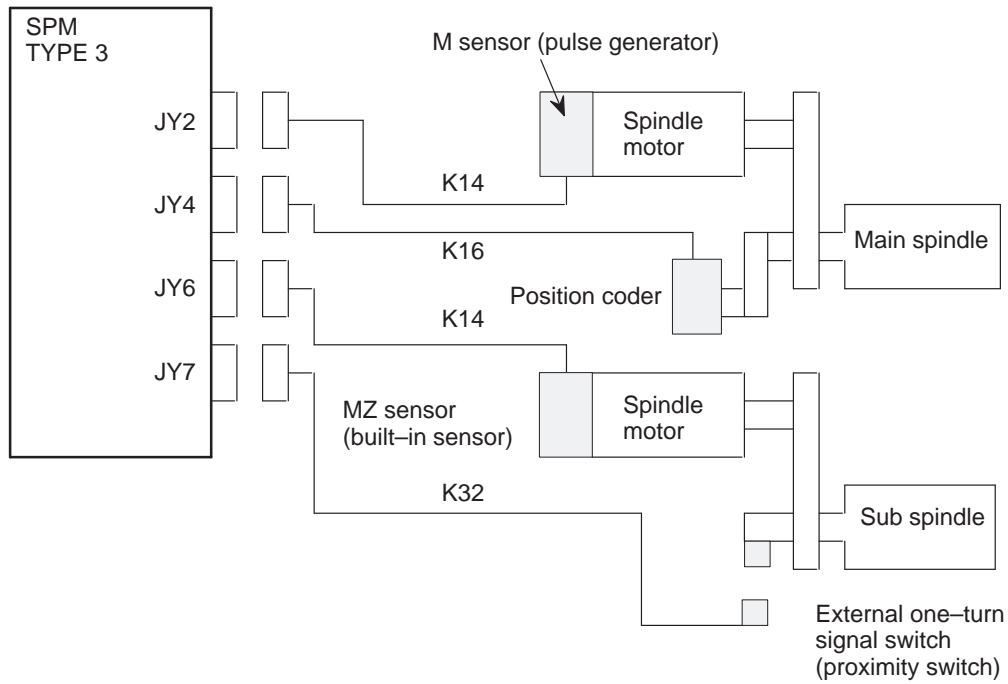 SPM
TYPE 3
M sensor (pulse generator)
JY2
Spindle
motor
K14
JY4
K16
Main spindle
JY6
Position coder
K14
JY7
MZ sensor
(built–in sensor)
Spindle
motor
K32
Sub spindle
External one–turn
signal switch
(proximity switch)